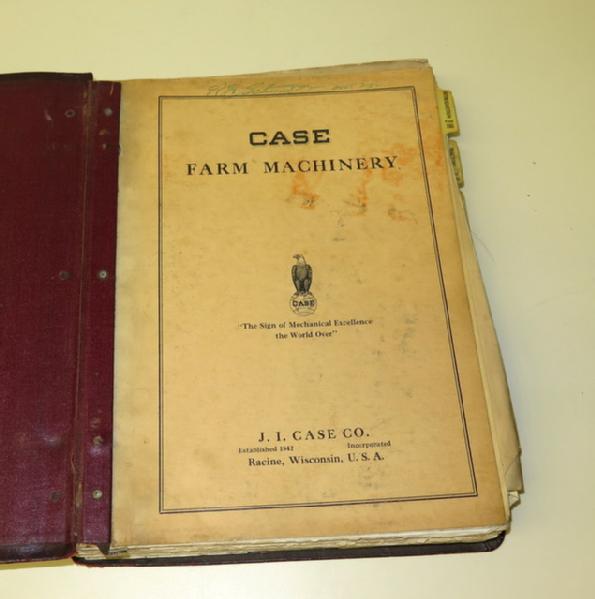 CASE
FARM MACHINERY
CASE
"The Sign of Mechanical Excellence
the World Over"
J. I. CASE CO.
Established 1842 Incorporated
Racine, Wisconsin, U. S. A.